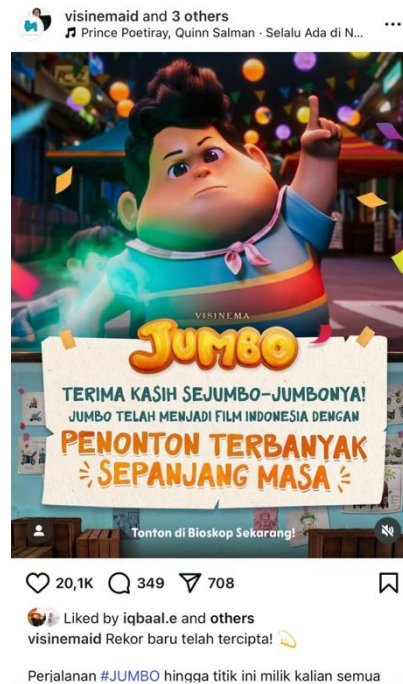 visinemaid and 3 others
Prince Poetiray, Quinn Salman · Selalu Ada di N...
VISINEMA
JUMBO
TERIMA KASIH SEJUMBO-JUMBONYA!
JUMBO TELAH MENJADI FILM INDONESIA DENGAN
PENONTON TERBANYAK
SEPANJANG MASA
Tonton di Bioskop Sekarang!
20,1K 349 708
Liked by iqbaal.e and others
visinemaid Rekor baru telah tercipta!
Perjalanan #JUMBO hingga titik ini milik kalian semua